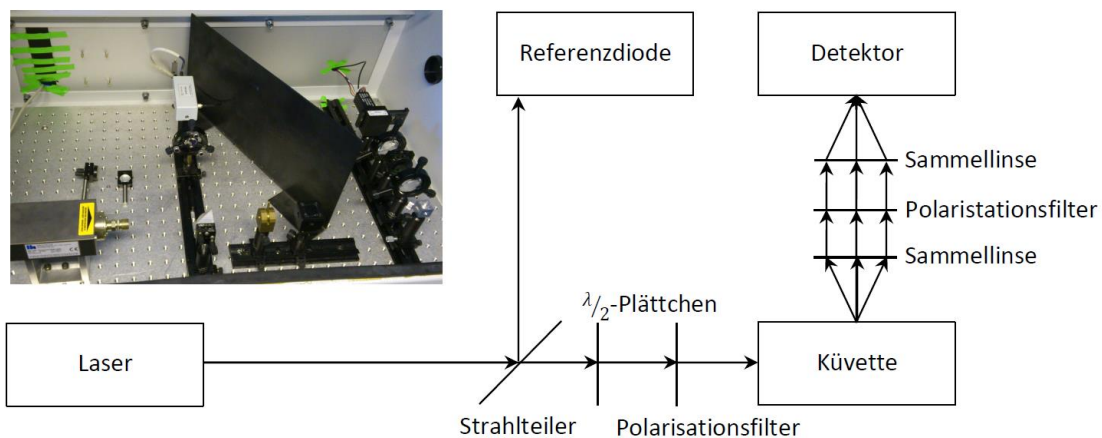 Referenzdiode
Detektor
Sammellinse
Polaristationsfilter
Sammellinse
λ/2-Plättchen
Laser
Küvette
Strahlteiler
Polarisationsfilter